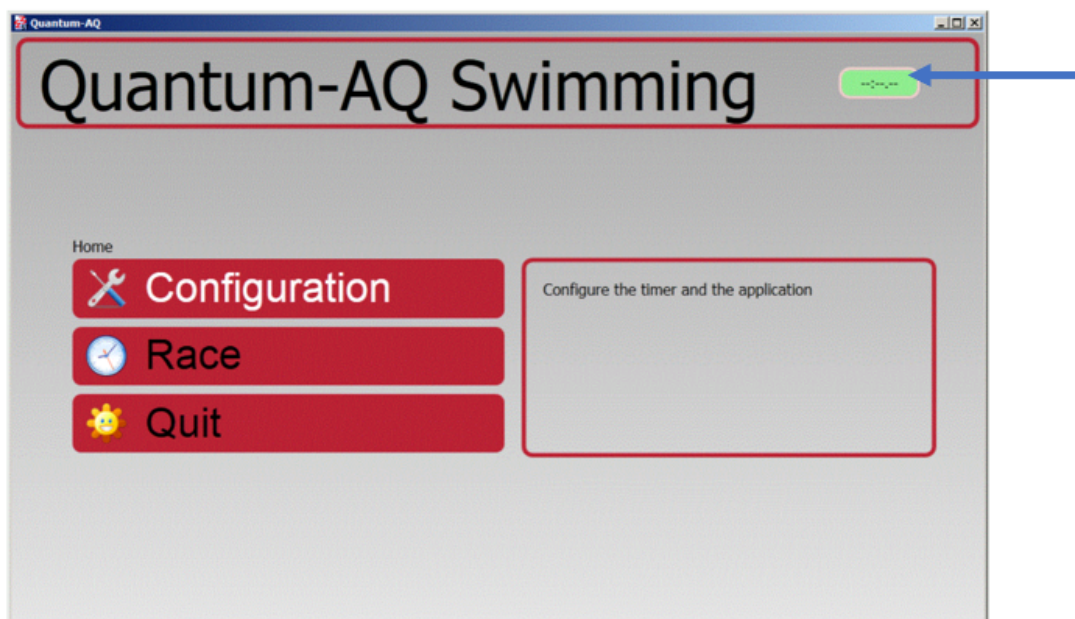 Quantum-AQ
Quantum-AQ Swimming
--:--.--
Home
Configuration
Configure the timer and the application
Race
Quit